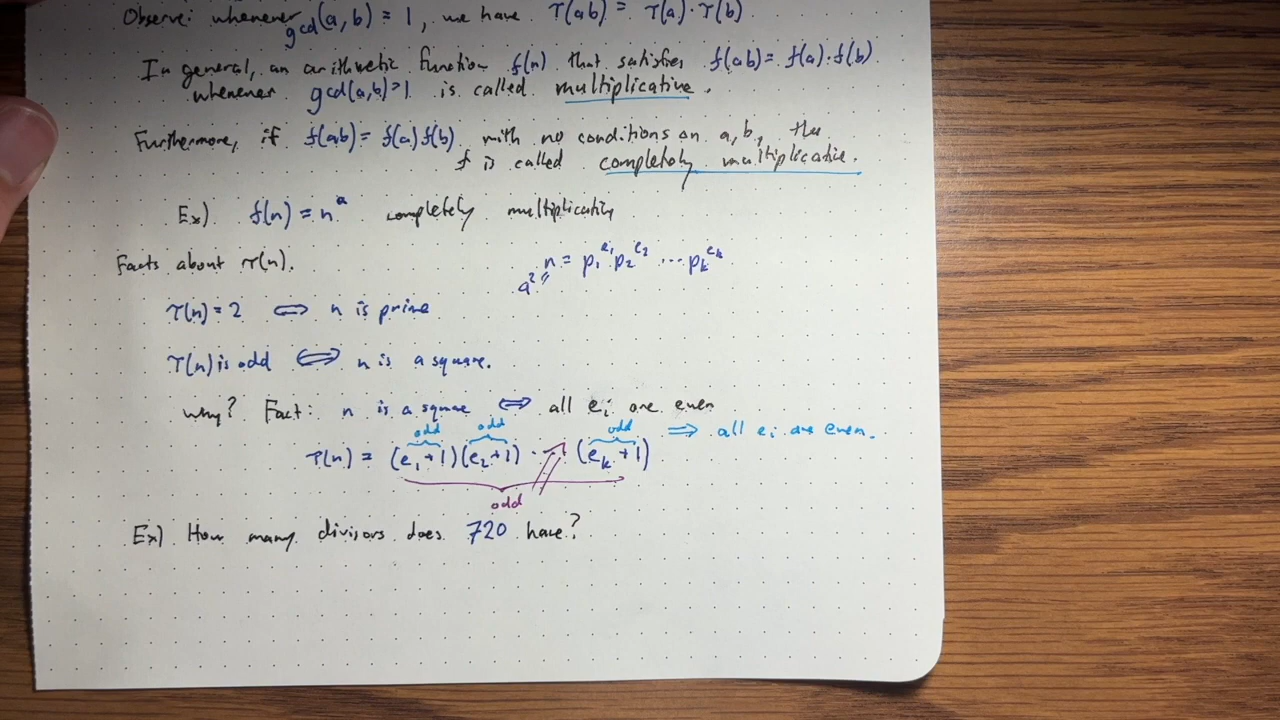 Observe: whenever gcd(a,b) = 1, we have τ(ab) = τ(a)·τ(b)
In general, an arithmetic function f(n) that satisfies f(ab) = f(a)·f(b)
whenever gcd(a,b)=1 is called multiplicative.
Furthermore, if f(ab) = f(a)f(b) with no conditions on a,b, then
f is called completely multiplicative.
Ex) f(n) = n^a completely multiplicative
Facts about τ(n). n = p₁^e₁ p₂^e₂ ... pₖ^eₖ
a² =
τ(n) = 2 ⇔ n is prime
τ(n) is odd ⇔ n is a square.
why? Fact: n is a square ⇔ all eᵢ are even
odd odd odd ⇒ all eᵢ are even.
τ(n) = (e₁+1)(e₂+1) ... (eₖ+1)
odd
Ex) How many divisors does 720 have?